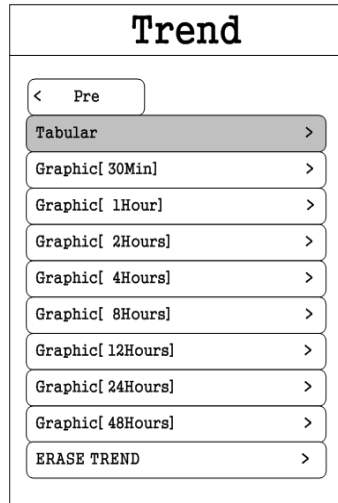 Trend
< Pre
Tabular >
Graphic[ 30Min] >
Graphic[ 1Hour] >
Graphic[ 2Hours] >
Graphic[ 4Hours] >
Graphic[ 8Hours] >
Graphic[ 12Hours] >
Graphic[ 24Hours] >
Graphic[ 48Hours] >
ERASE TREND >